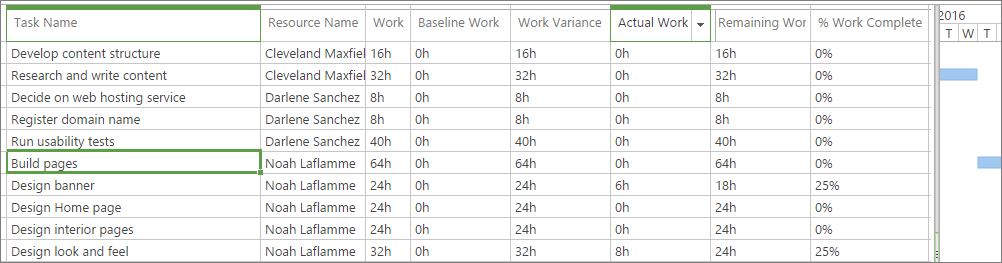 Task Name Resource Name Work Baseline Work Work Variance Actual Work Remaining Wor % Work Complete 2016
T W T
Develop content structure Cleveland Maxfiel 16h 0h 16h 0h 16h 0%
Research and write content Cleveland Maxfiel 32h 0h 32h 0h 32h 0%
Decide on web hosting service Darlene Sanchez 8h 0h 8h 0h 8h 0%
Register domain name Darlene Sanchez 8h 0h 8h 0h 8h 0%
Run usability tests Darlene Sanchez 40h 0h 40h 0h 40h 0%
Build pages Noah Laflamme 64h 0h 64h 0h 64h 0%
Design banner Noah Laflamme 24h 0h 24h 6h 18h 25%
Design Home page Noah Laflamme 24h 0h 24h 0h 24h 0%
Design interior pages Noah Laflamme 24h 0h 24h 0h 24h 0%
Design look and feel Noah Laflamme 32h 0h 32h 8h 24h 25%